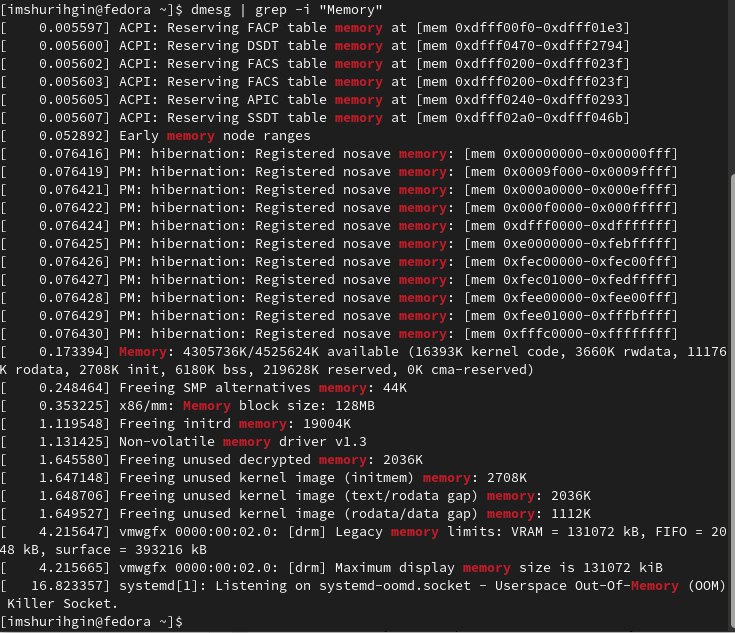 [imshurihgin@fedora ~]$ dmesg | grep -i "Memory"
[    0.005597] ACPI: Reserving FACP table memory at [mem 0xdfff00f0-0xdfff01e3]
[    0.005600] ACPI: Reserving DSDT table memory at [mem 0xdfff0470-0xdfff2794]
[    0.005602] ACPI: Reserving FACS table memory at [mem 0xdfff0200-0xdfff023f]
[    0.005603] ACPI: Reserving FACS table memory at [mem 0xdfff0200-0xdfff023f]
[    0.005605] ACPI: Reserving APIC table memory at [mem 0xdfff0240-0xdfff0293]
[    0.005607] ACPI: Reserving SSDT table memory at [mem 0xdfff02a0-0xdfff046b]
[    0.052892] Early memory node ranges
[    0.076416] PM: hibernation: Registered nosave memory: [mem 0x00000000-0x00000fff]
[    0.076419] PM: hibernation: Registered nosave memory: [mem 0x0009f000-0x0009ffff]
[    0.076421] PM: hibernation: Registered nosave memory: [mem 0x000a0000-0x000effff]
[    0.076422] PM: hibernation: Registered nosave memory: [mem 0x000f0000-0x000fffff]
[    0.076424] PM: hibernation: Registered nosave memory: [mem 0xdfff0000-0xdfffffff]
[    0.076425] PM: hibernation: Registered nosave memory: [mem 0xe0000000-0xfebfffff]
[    0.076426] PM: hibernation: Registered nosave memory: [mem 0xfec00000-0xfec00fff]
[    0.076427] PM: hibernation: Registered nosave memory: [mem 0xfec01000-0xfedfffff]
[    0.076428] PM: hibernation: Registered nosave memory: [mem 0xfee00000-0xfee00fff]
[    0.076429] PM: hibernation: Registered nosave memory: [mem 0xfee01000-0xfffbffff]
[    0.076430] PM: hibernation: Registered nosave memory: [mem 0xfffc0000-0xffffffff]
[    0.173394] Memory: 4305736K/4525624K available (16393K kernel code, 3660K rwdata, 11176
K rodata, 2708K init, 6180K bss, 219628K reserved, 0K cma-reserved)
[    0.248464] Freeing SMP alternatives memory: 44K
[    0.353225] x86/mm: Memory block size: 128MB
[    1.119548] Freeing initrd memory: 19004K
[    1.131425] Non-volatile memory driver v1.3
[    1.645580] Freeing unused decrypted memory: 2036K
[    1.647148] Freeing unused kernel image (initmem) memory: 2708K
[    1.648706] Freeing unused kernel image (text/rodata gap) memory: 2036K
[    1.649527] Freeing unused kernel image (rodata/data gap) memory: 1112K
[    4.215647] vmwgfx 0000:00:02.0: [drm] Legacy memory limits: VRAM = 131072 kB, FIFO = 20
48 kB, surface = 393216 kB
[    4.215665] vmwgfx 0000:00:02.0: [drm] Maximum display memory size is 131072 kiB
[   16.823357] systemd[1]: Listening on systemd-oomd.socket - Userspace Out-Of-Memory (OOM)
 Killer Socket.
[imshurihgin@fedora ~]$